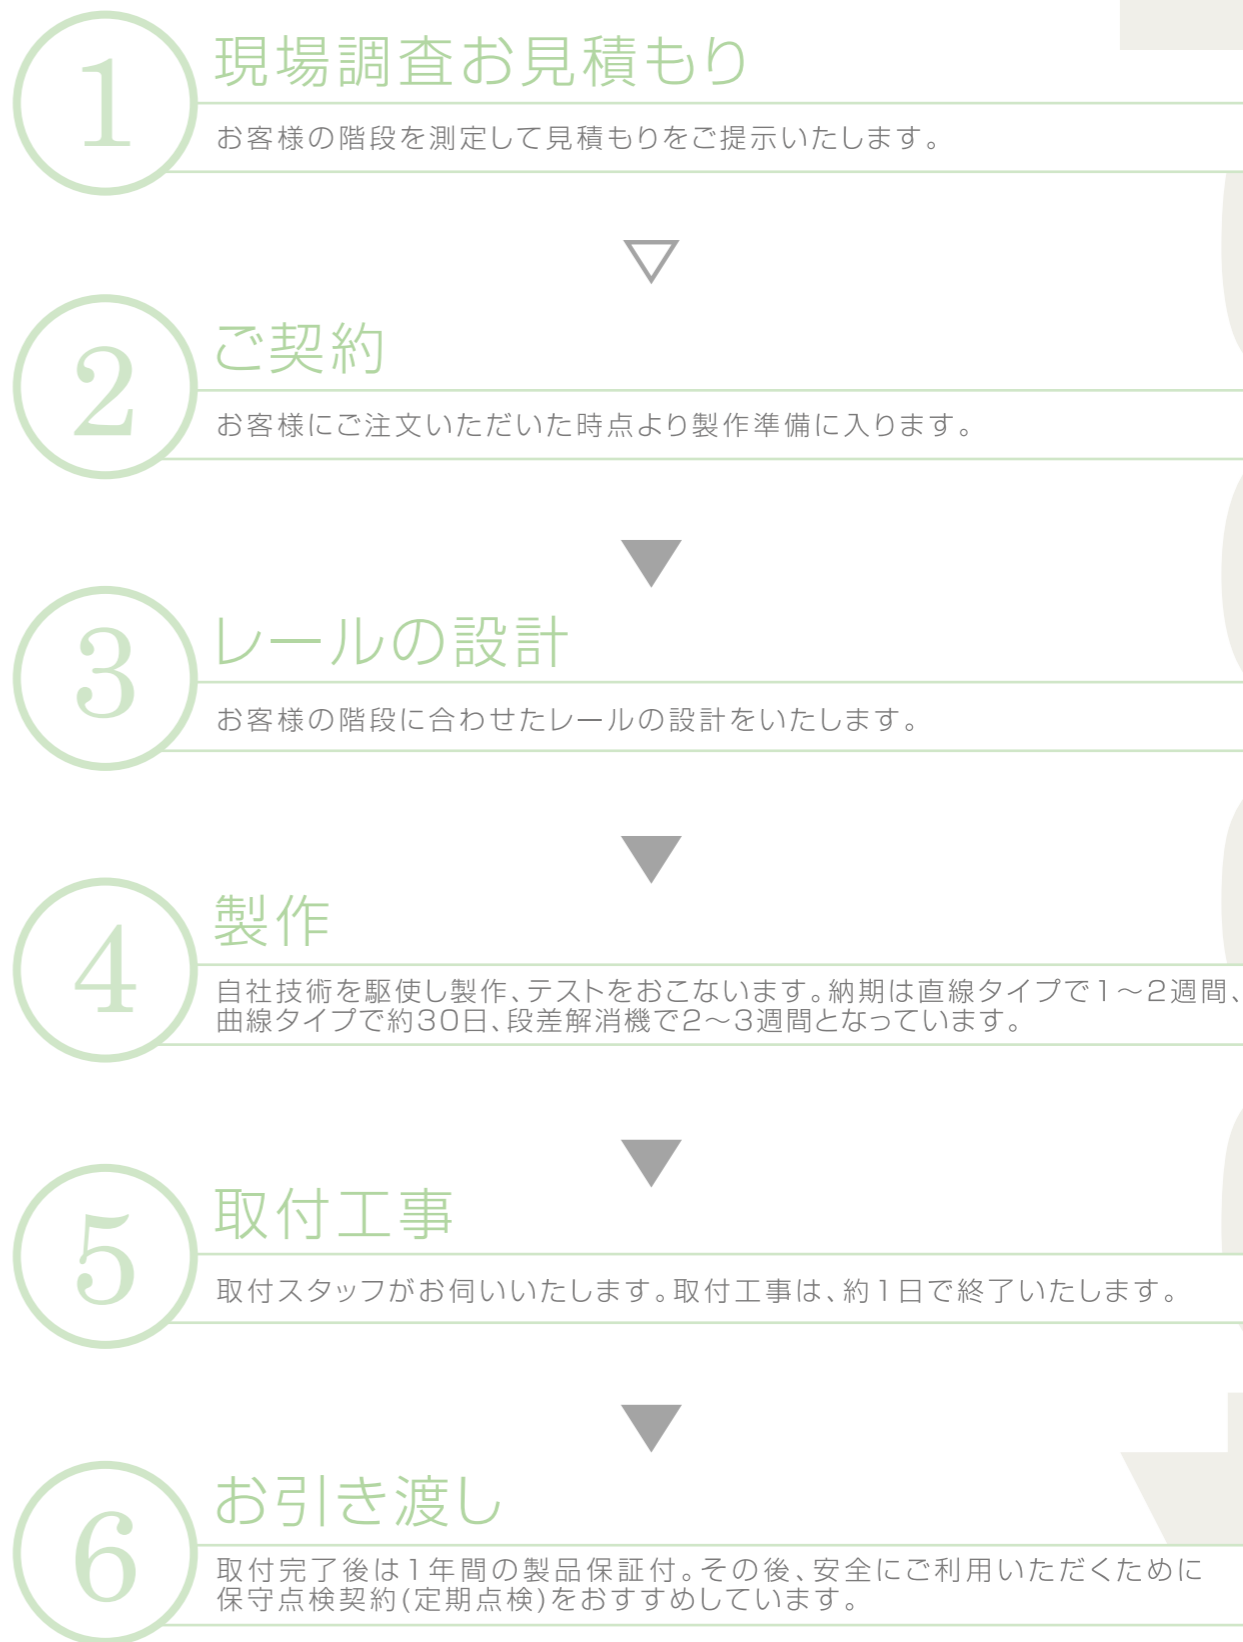 1
現場調査お見積もり
お客様の階段を測定して見積もりをご提示いたします。
2
ご契約
お客様にご注文いただいた時点より製作準備に入ります。
3
レールの設計
お客様の階段に合わせたレールの設計をいたします。
4
製作
自社技術を駆使し製作、テストをおこないます。納期は直線タイプで1〜2週間、
曲線タイプで約30日、段差解消機で2〜3週間となっています。
5
取付工事
取付スタッフがお伺いいたします。取付工事は、約1日で終了いたします。
6
お引き渡し
取付完了後は1年間の製品保証付。その後、安全にご利用いただくために
保守点検契約(定期点検)をおすすめしています。